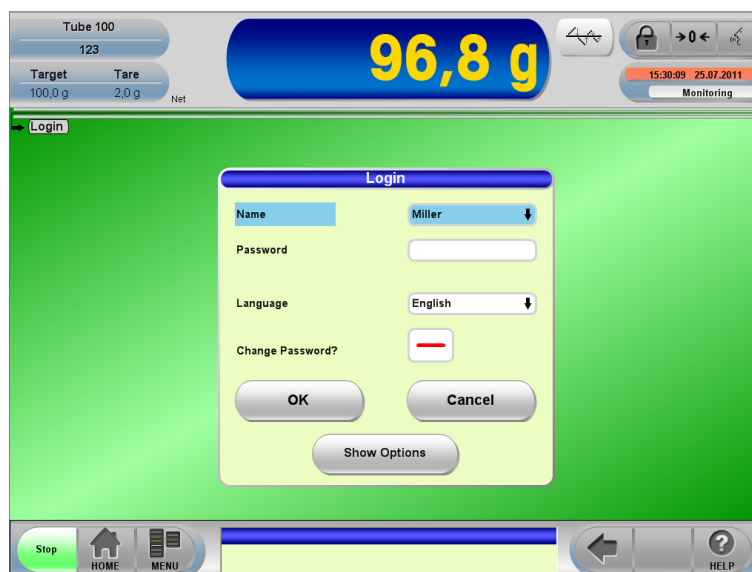 Tube 100
123
Target Tare
100,0 g 2,0 g Net
96,8 g
→0←
15:30:09 25.07.2011
Monitoring
Login
Login
Name Miller
Password
Language English
Change Password?
OK Cancel
Show Options
Stop HOME MENU ? HELP